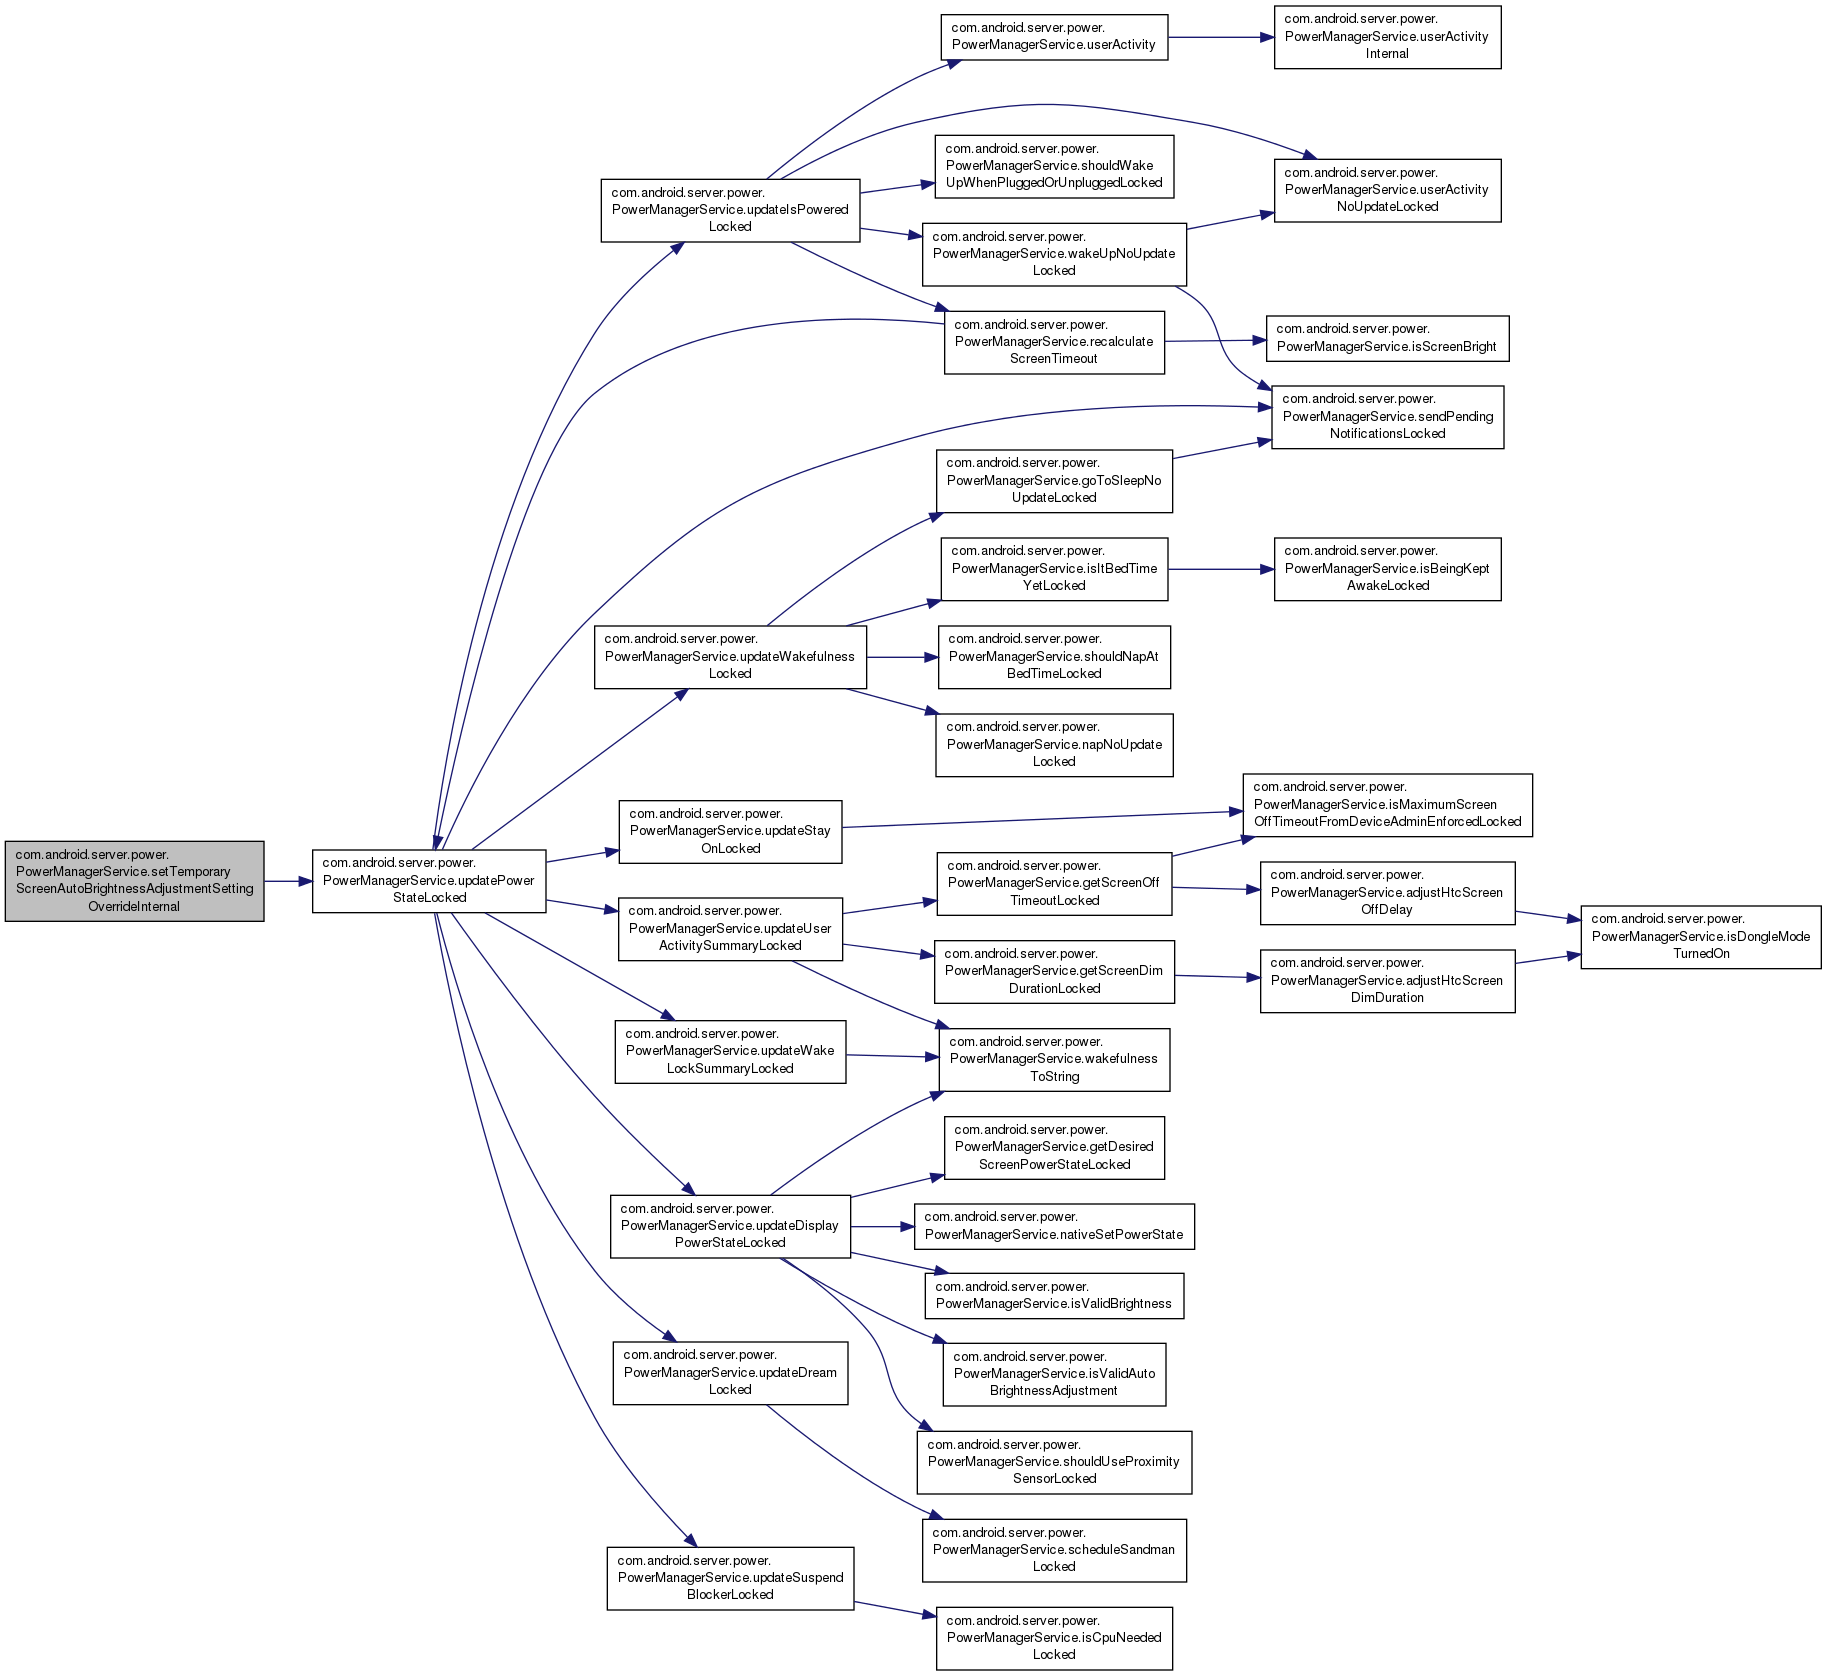 com.android.server.power.
PowerManagerService.setTemporary
ScreenAutoBrightnessAdjustmentSetting
OverrideInternal
com.android.server.power.
PowerManagerService.updatePower
StateLocked
com.android.server.power.
PowerManagerService.updateIsPowered
Locked
com.android.server.power.
PowerManagerService.updateWakefulness
Locked
com.android.server.power.
PowerManagerService.updateStay
OnLocked
com.android.server.power.
PowerManagerService.updateUser
ActivitySummaryLocked
com.android.server.power.
PowerManagerService.updateWake
LockSummaryLocked
com.android.server.power.
PowerManagerService.updateDisplay
PowerStateLocked
com.android.server.power.
PowerManagerService.updateDream
Locked
com.android.server.power.
PowerManagerService.updateSuspend
BlockerLocked
com.android.server.power.
PowerManagerService.userActivity
com.android.server.power.
PowerManagerService.shouldWake
UpWhenPluggedOrUnpluggedLocked
com.android.server.power.
PowerManagerService.wakeUpNoUpdate
Locked
com.android.server.power.
PowerManagerService.recalculate
ScreenTimeout
com.android.server.power.
PowerManagerService.goToSleepNo
UpdateLocked
com.android.server.power.
PowerManagerService.isItBedTime
YetLocked
com.android.server.power.
PowerManagerService.shouldNapAt
BedTimeLocked
com.android.server.power.
PowerManagerService.napNoUpdate
Locked
com.android.server.power.
PowerManagerService.getScreenOff
TimeoutLocked
com.android.server.power.
PowerManagerService.getScreenDim
DurationLocked
com.android.server.power.
PowerManagerService.wakefulness
ToString
com.android.server.power.
PowerManagerService.getDesired
ScreenPowerStateLocked
com.android.server.power.
PowerManagerService.nativeSetPowerState
com.android.server.power.
PowerManagerService.isValidBrightness
com.android.server.power.
PowerManagerService.isValidAuto
BrightnessAdjustment
com.android.server.power.
PowerManagerService.shouldUseProximity
SensorLocked
com.android.server.power.
PowerManagerService.scheduleSandman
Locked
com.android.server.power.
PowerManagerService.isCpuNeeded
Locked
com.android.server.power.
PowerManagerService.userActivity
Internal
com.android.server.power.
PowerManagerService.userActivity
NoUpdateLocked
com.android.server.power.
PowerManagerService.isScreenBright
com.android.server.power.
PowerManagerService.sendPending
NotificationsLocked
com.android.server.power.
PowerManagerService.isBeingKept
AwakeLocked
com.android.server.power.
PowerManagerService.isMaximumScreen
OffTimeoutFromDeviceAdminEnforcedLocked
com.android.server.power.
PowerManagerService.adjustHtcScreen
OffDelay
com.android.server.power.
PowerManagerService.adjustHtcScreen
DimDuration
com.android.server.power.
PowerManagerService.isDongleMode
TurnedOn